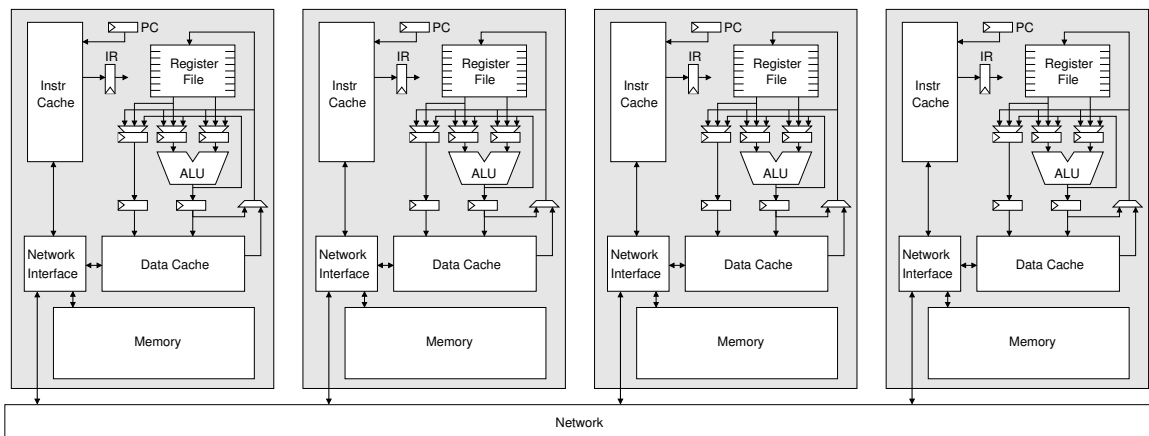 PC
IR
Instr
Cache
Register
File
ALU
Network
Interface
Data Cache
Memory
PC
IR
Instr
Cache
Register
File
ALU
Network
Interface
Data Cache
Memory
PC
IR
Instr
Cache
Register
File
ALU
Network
Interface
Data Cache
Memory
PC
IR
Instr
Cache
Register
File
ALU
Network
Interface
Data Cache
Memory
Network